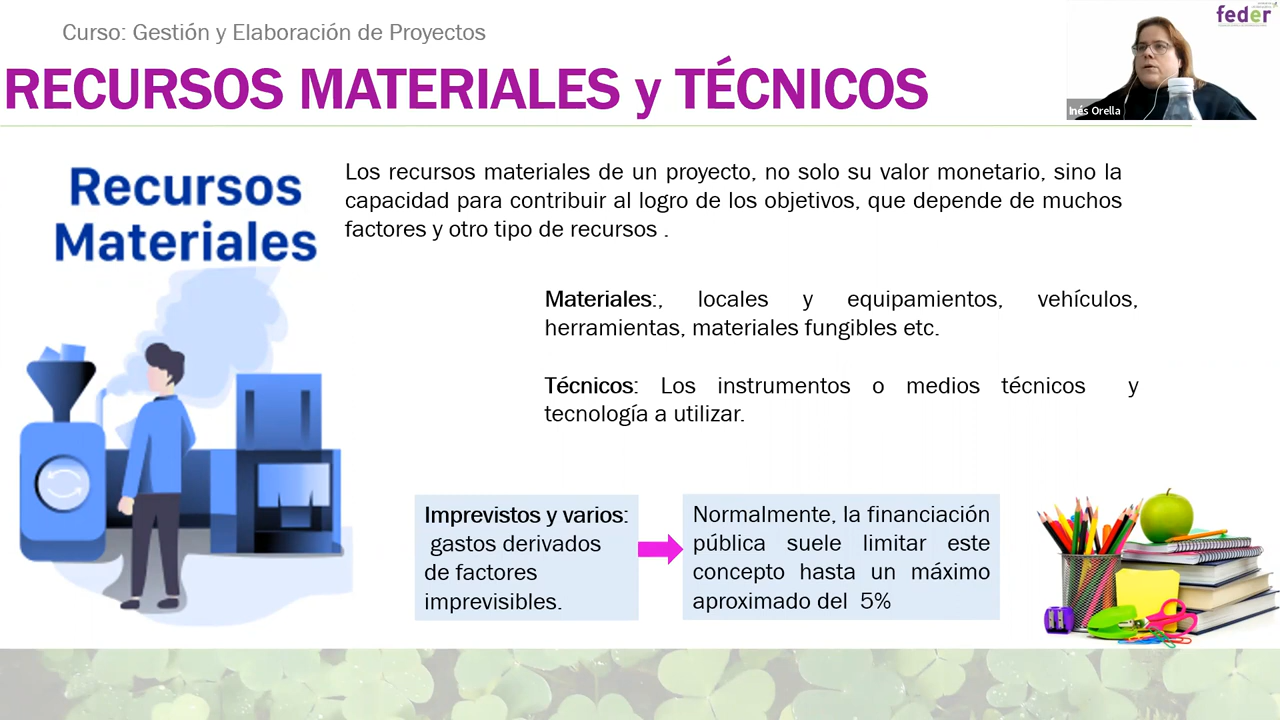 Curso: Gestión y Elaboración de Proyectos
feder
RECURSOS MATERIALES y TÉCNICOS
Inés Orella
Recursos
Materiales
Los recursos materiales de un proyecto, no solo su valor monetario, sino la
capacidad para contribuir al logro de los objetivos, que depende de muchos
factores y otro tipo de recursos .
Materiales:, locales y equipamientos, vehículos,
herramientas, materiales fungibles etc.
Técnicos: Los instrumentos o medios técnicos y
tecnología a utilizar.
Imprevistos y varios:
gastos derivados
de factores
imprevisibles.
Normalmente, la financiación
pública suele limitar este
concepto hasta un máximo
aproximado del 5%